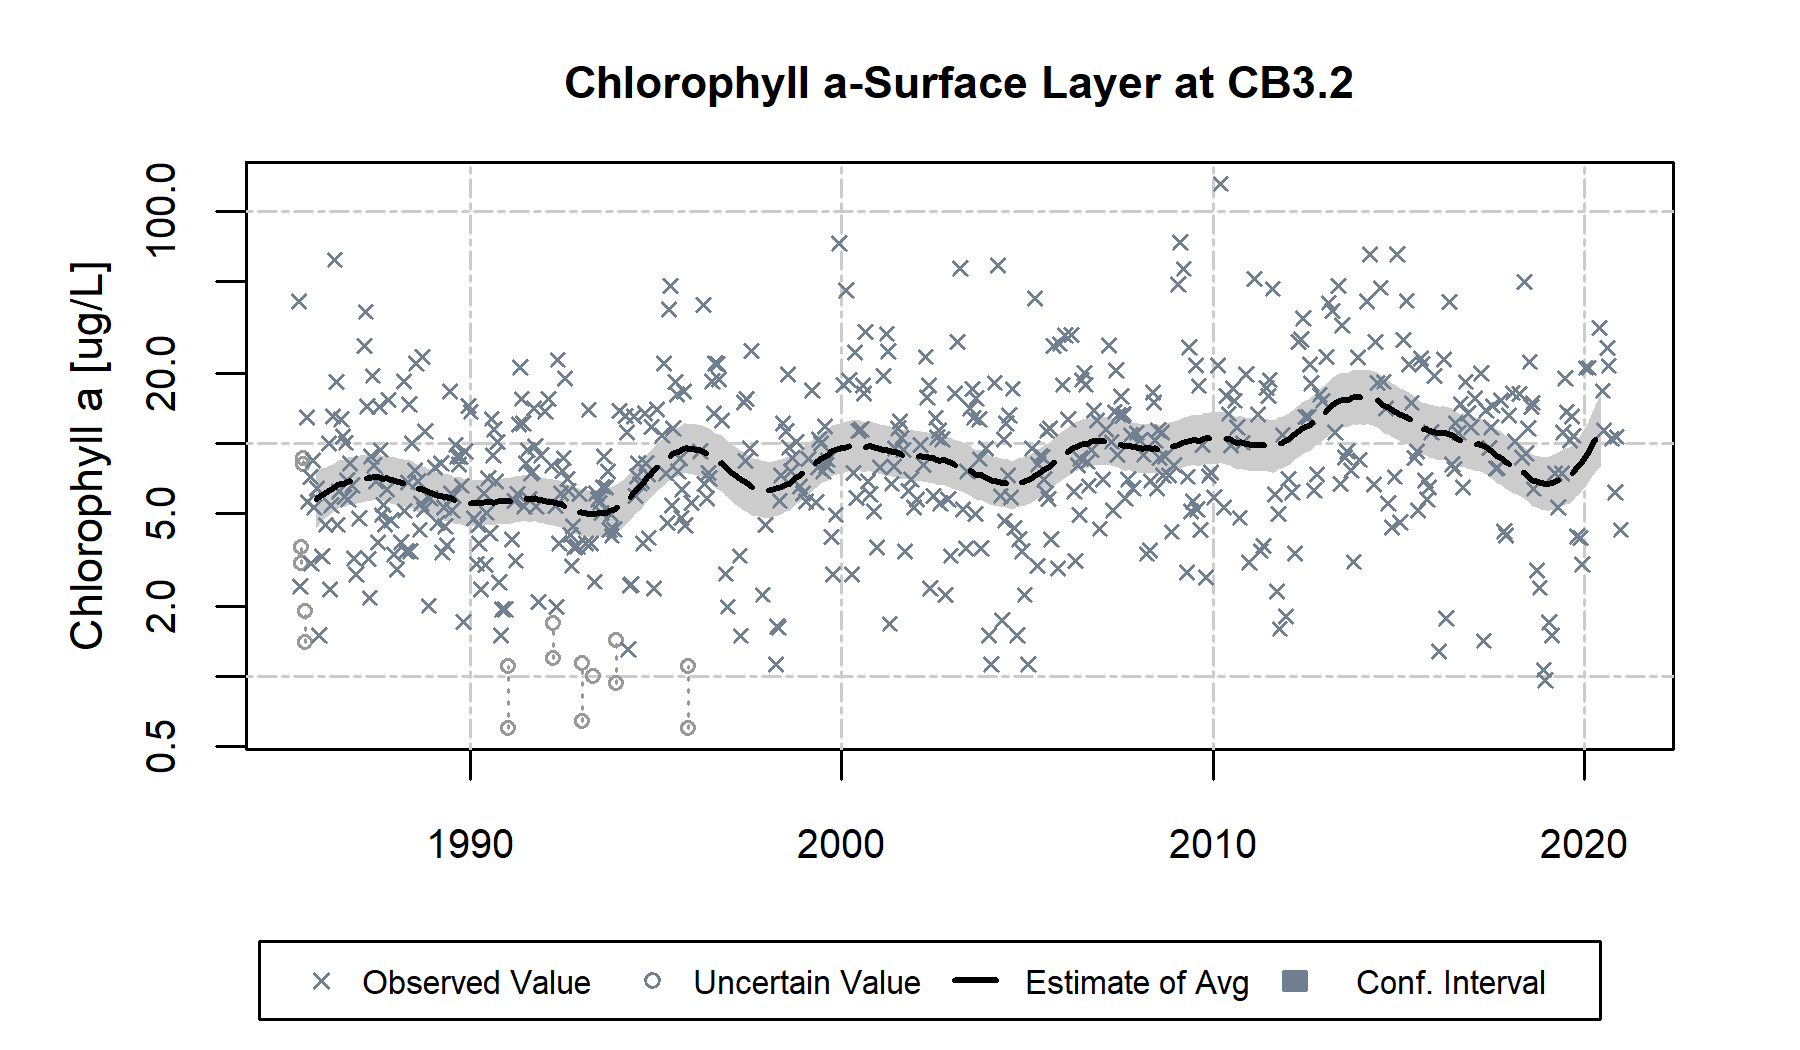 Chlorophyll a-Surface Layer at CB3.2
Chlorophyll a [ug/L]
100.0
20.0
5.0
2.0
0.5
1990 2000 2010 2020
Observed Value Uncertain Value Estimate of Avg Conf. Interval